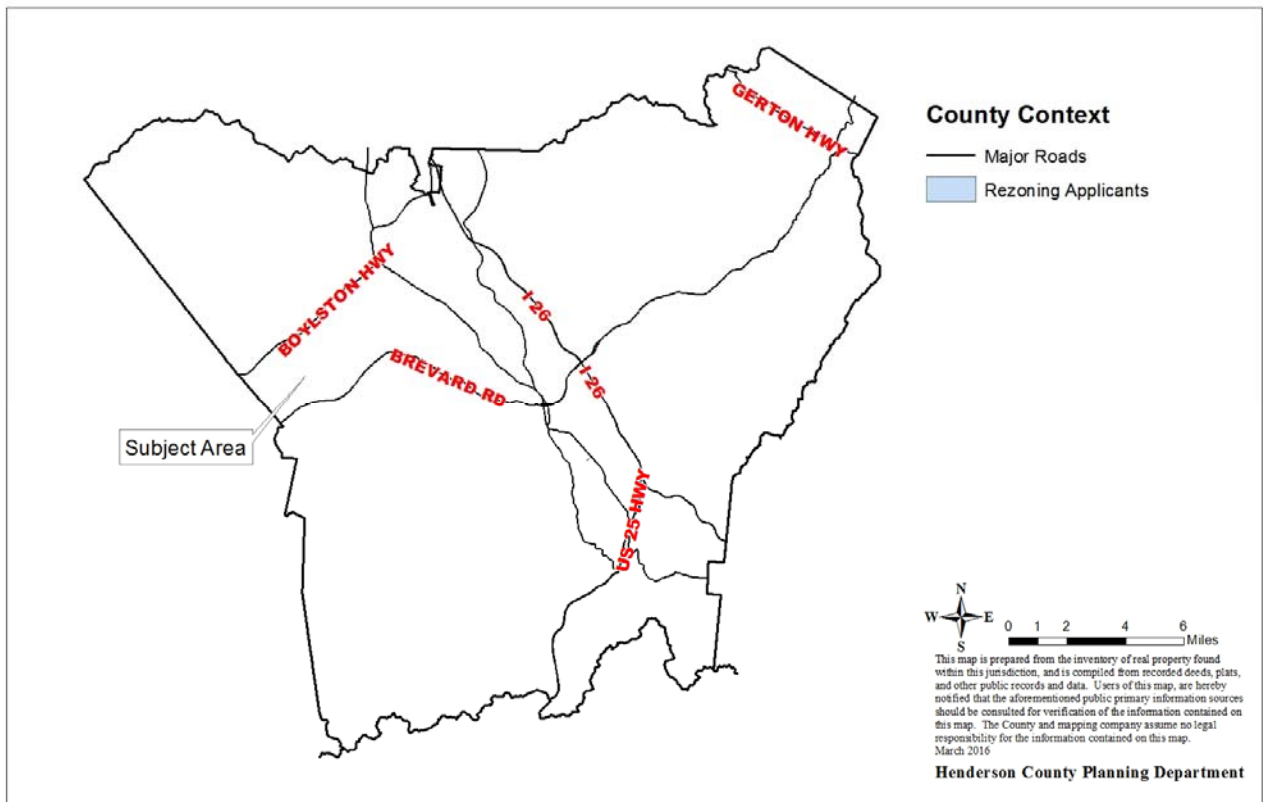 GERTON HWY
County Context
Major Roads
Rezoning Applicants
BOYLSTON HWY
I 26
BREVARD RD
I 26
Subject Area
US 25 HWY
N
W E
S
0 1 2 4 6
Miles
This map is prepared from the inventory of real property found
within this jurisdiction, and is compiled from recorded deeds, plats,
and other public records and data. Users of this map, are hereby
notified that the aforementioned public primary information sources
should be consulted for verification of the information contained on
this map. The County and mapping company assume no legal
responsibility for the information contained on this map.
March 2016
Henderson County Planning Department